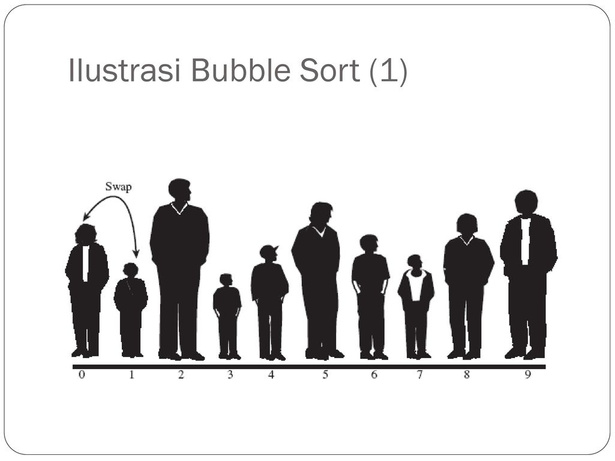 Ilustrasi Bubble Sort (1)
Swap
0 1 2 3 4 5 6 7 8 9